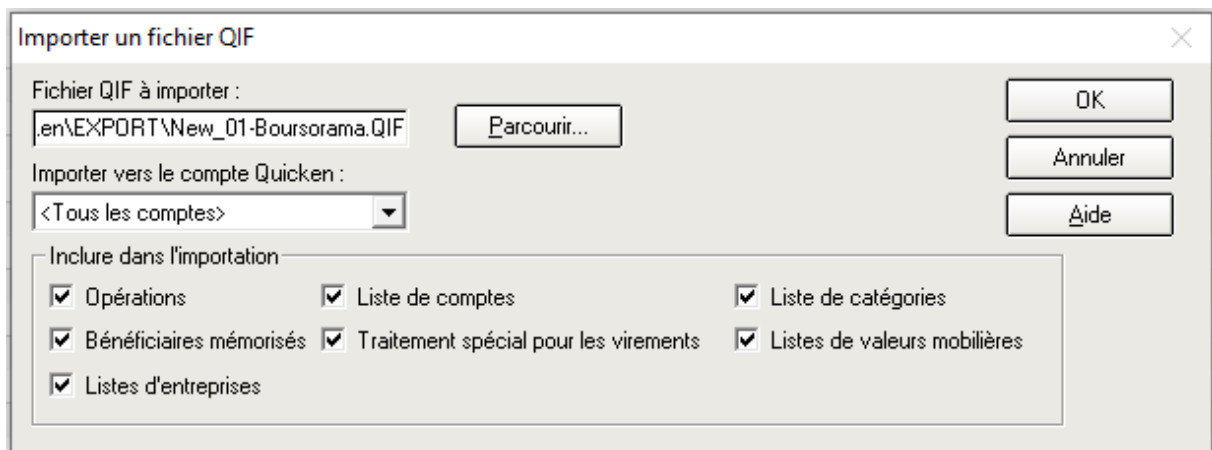 Importer un fichier QIF
Fichier QIF à importer :
.en\EXPORT\New_01-Boursorama.QIF
Parcourir...
OK
Importer vers le compte Quicken :
Annuler
<Tous les comptes>
Aide
Inclure dans l'importation
Opérations
Liste de comptes
Liste de catégories
Bénéficiaires mémorisés
Traitement spécial pour les virements
Listes de valeurs mobilières
Listes d'entreprises